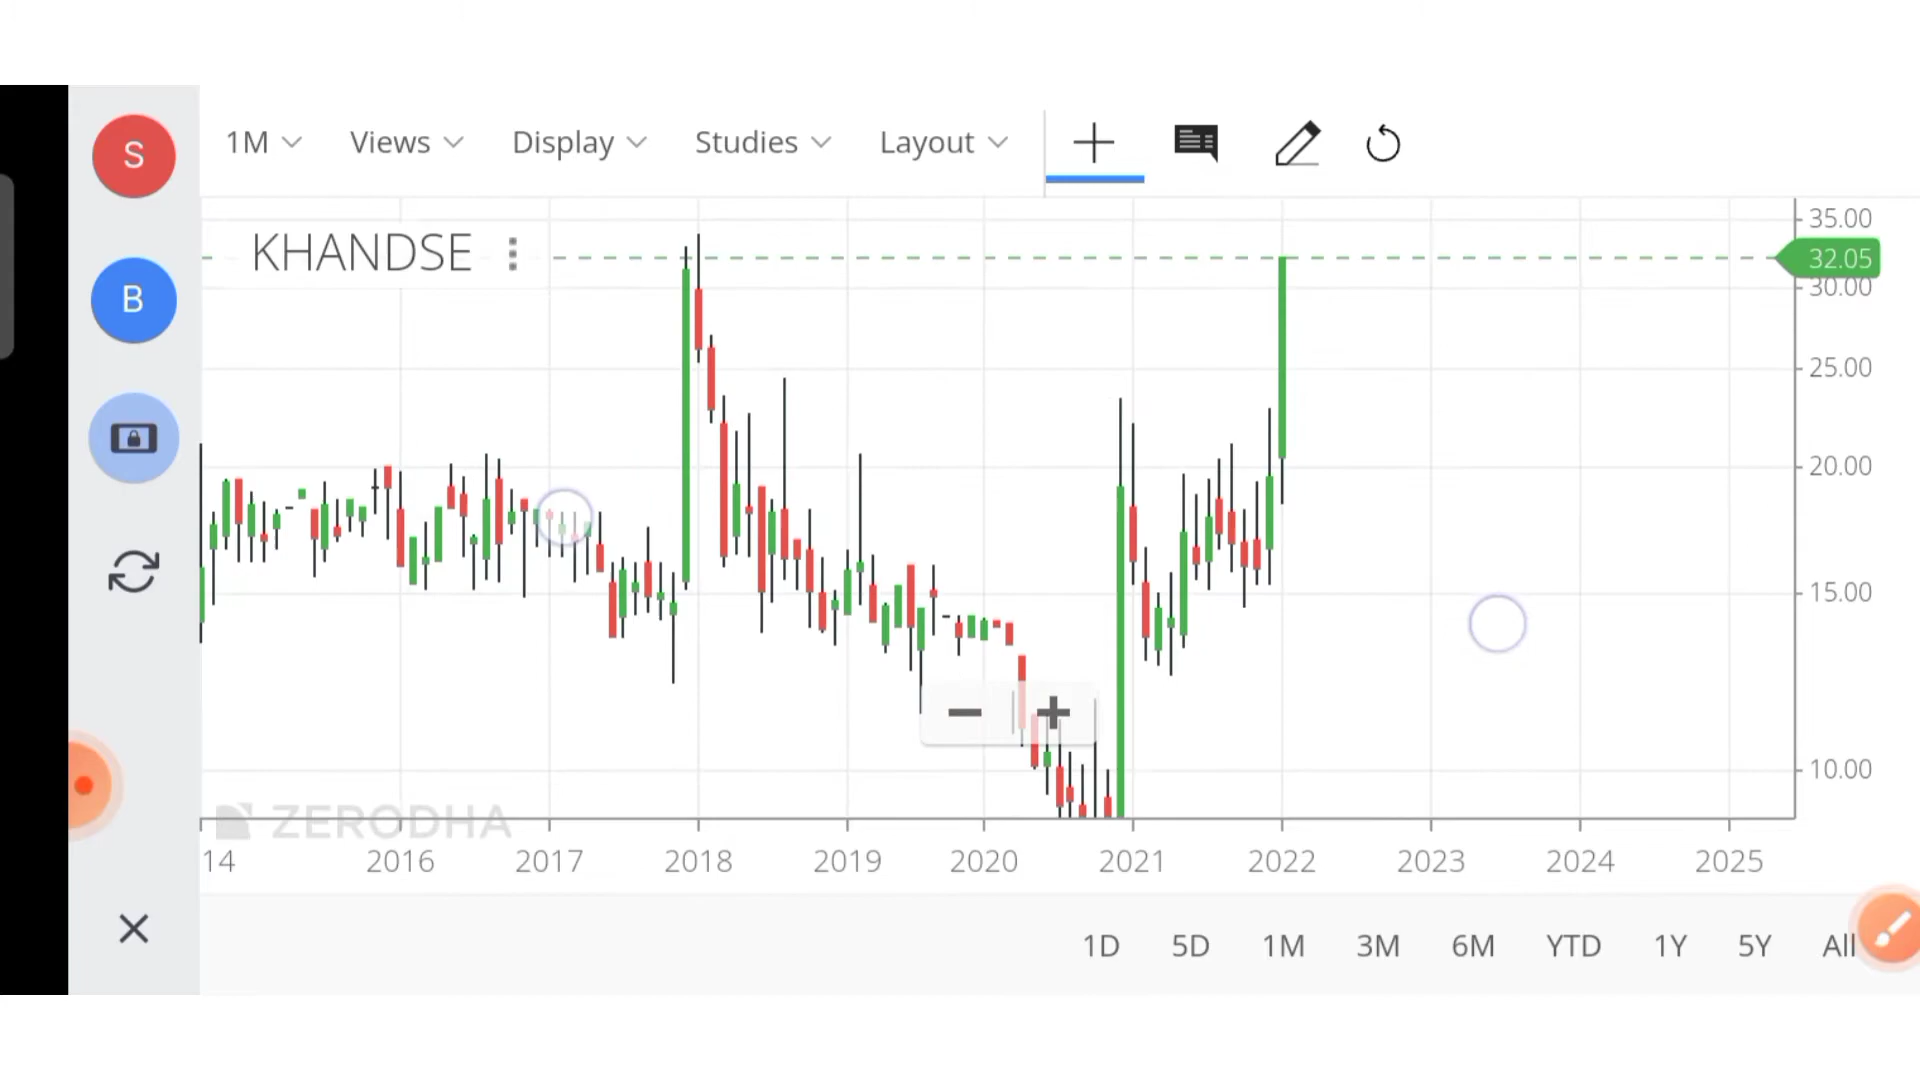 S
1M Views Display Studies Layout
KHANDSE
B
35.00
32.05
30.00
25.00
20.00
15.00
10.00
ZERODHA
14 2016 2017 2018 2019 2020 2021 2022 2023 2024 2025
1D 5D 1M 3M 6M YTD 1Y 5Y All